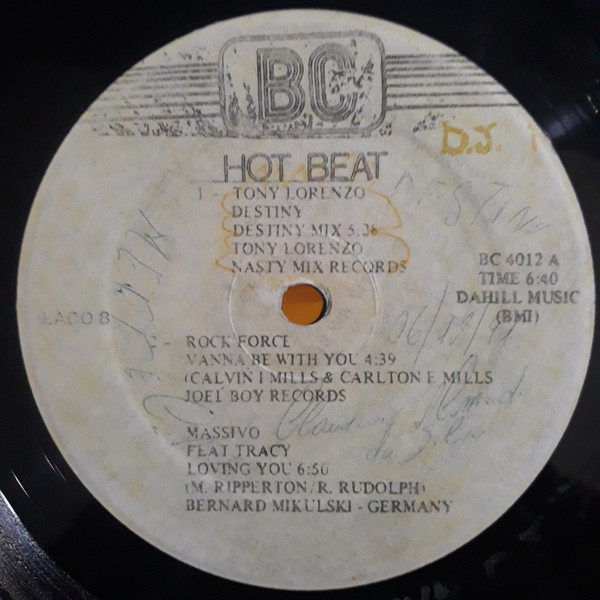 BC
D.J.
HOT BEAT
1 - TONY LORENZO
DESTINY
DESTINY MIX 5.26
TONY LORENZO
NASTY MIX RECORDS
BC 4012 A
TIME 6:40
DAHILL MUSIC
(BMI)
LADO B
- ROCK FORCE
VANNA BE WITH YOU 4:39
(CALVIN I MILLS & CARLTON E MILLS
JOEL BOY RECORDS
MASSIVO
FEAT TRACY
LOVING YOU 6:50
(M. RIPPERTON/R. RUDOLPH)
BERNARD MIKULSKI - GERMANY